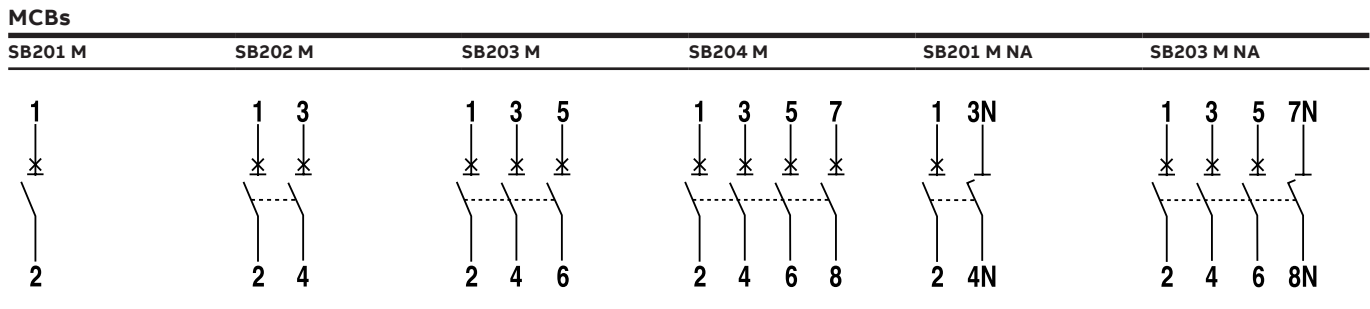 MCBs
SB201 M SB202 M SB203 M SB204 M SB201 M NA SB203 M NA
1 1 3 1 3 5 1 3 5 7 1 3N 1 3 5 7N
2 2 4 2 4 6 2 4 6 8 2 4N 2 4 6 8N